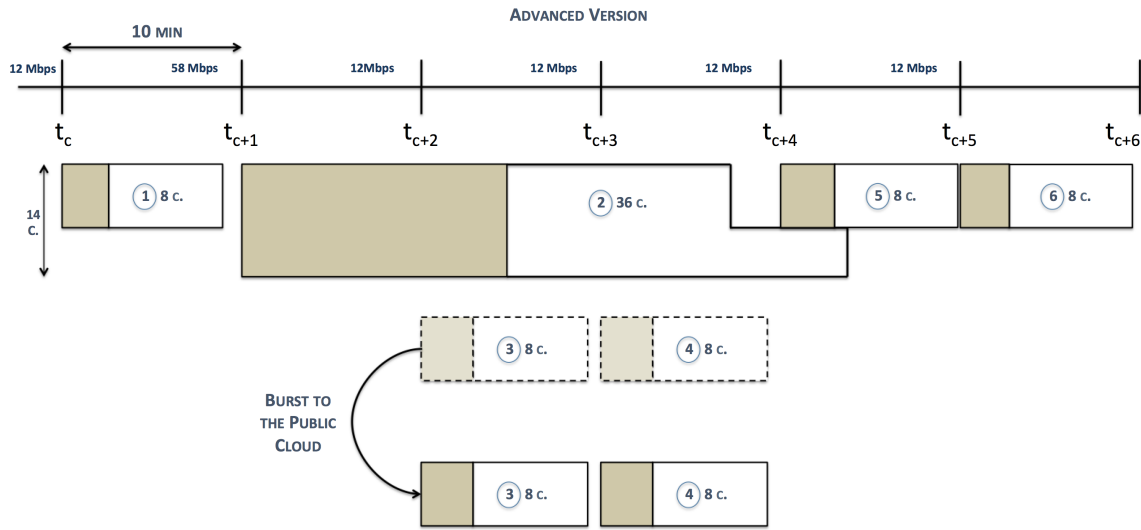 ADVANCED VERSION
10 MIN
12 Mbps
58 Mbps
12Mbps
12 Mbps
12 Mbps
12 Mbps
tc
tc+1
tc+2
tc+3
tc+4
tc+5
tc+6
14
C.
1 8 C.
2 36 C.
5 8 C.
6 8 C.
3 8 C.
4 8 C.
BURST TO
THE PUBLIC
CLOUD
3 8 C.
4 8 C.